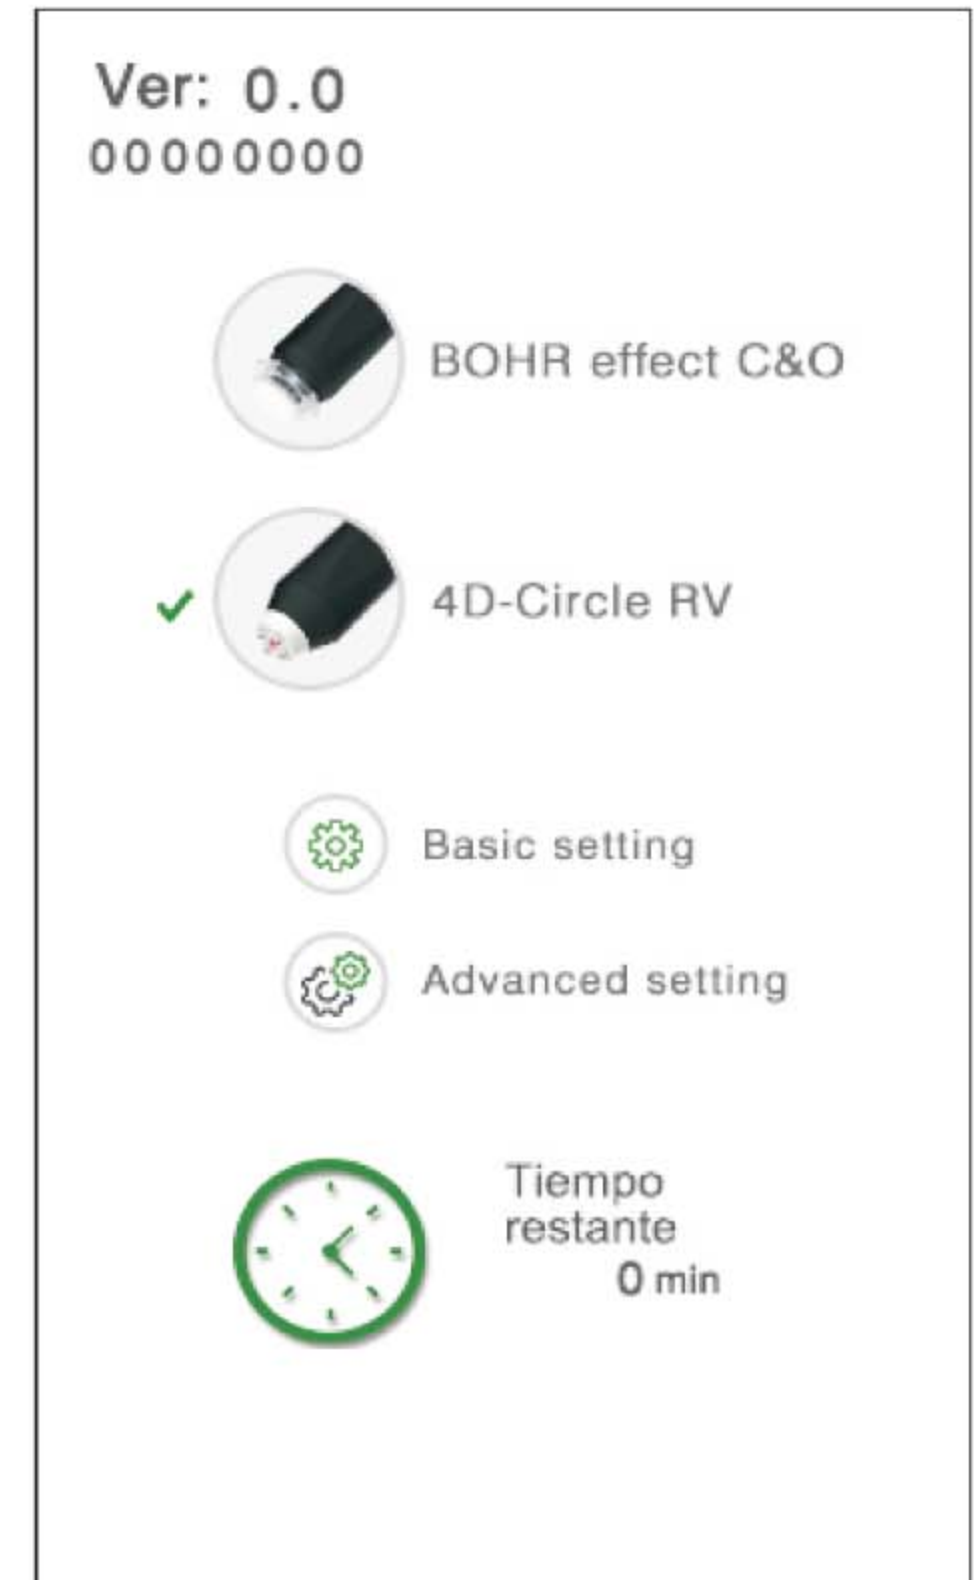 Ver: 0.0
00000000
BOHR effect C&O
4D-Circle RV
Basic setting
Advanced setting
Tiempo
restante
0 min